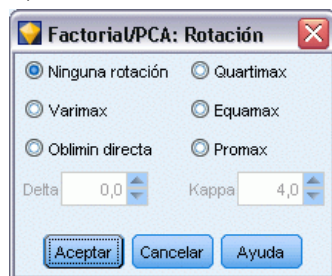 Factorial/PCA: Rotación
Ninguna rotación Quartimax
Varimax Equamax
Oblimin directa Promax
Delta 0,0 Kappa 4,0
Aceptar Cancelar Ayuda